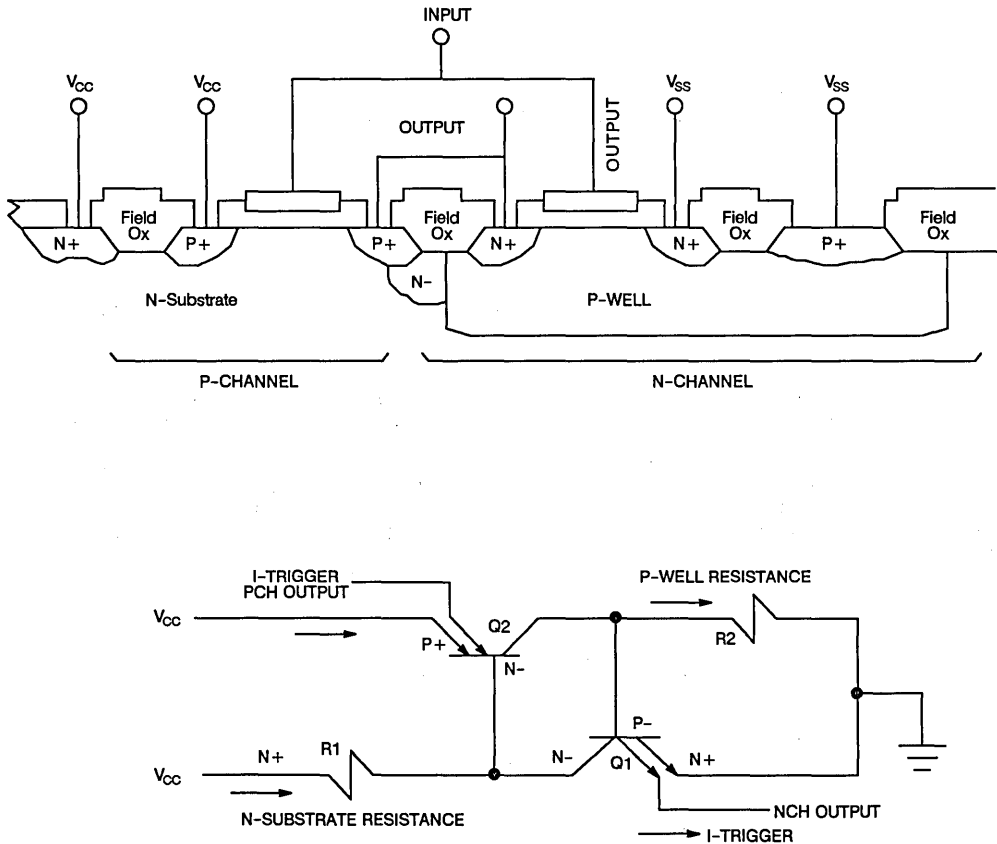 INPUT
VCC
VCC
VSS
VSS
OUTPUT
OUTPUT
Field
Ox
Field
Ox
Field
Ox
Field
Ox
N+
P+
P+
N+
N+
P+
N-
N-Substrate
P-WELL
P-CHANNEL
N-CHANNEL
I-TRIGGER
PCH OUTPUT
P-WELL RESISTANCE
VCC
Q2
P+
R2
N-
P-
N+
R1
N-
Q1
N+
VCC
N-SUBSTRATE RESISTANCE
NCH OUTPUT
I-TRIGGER